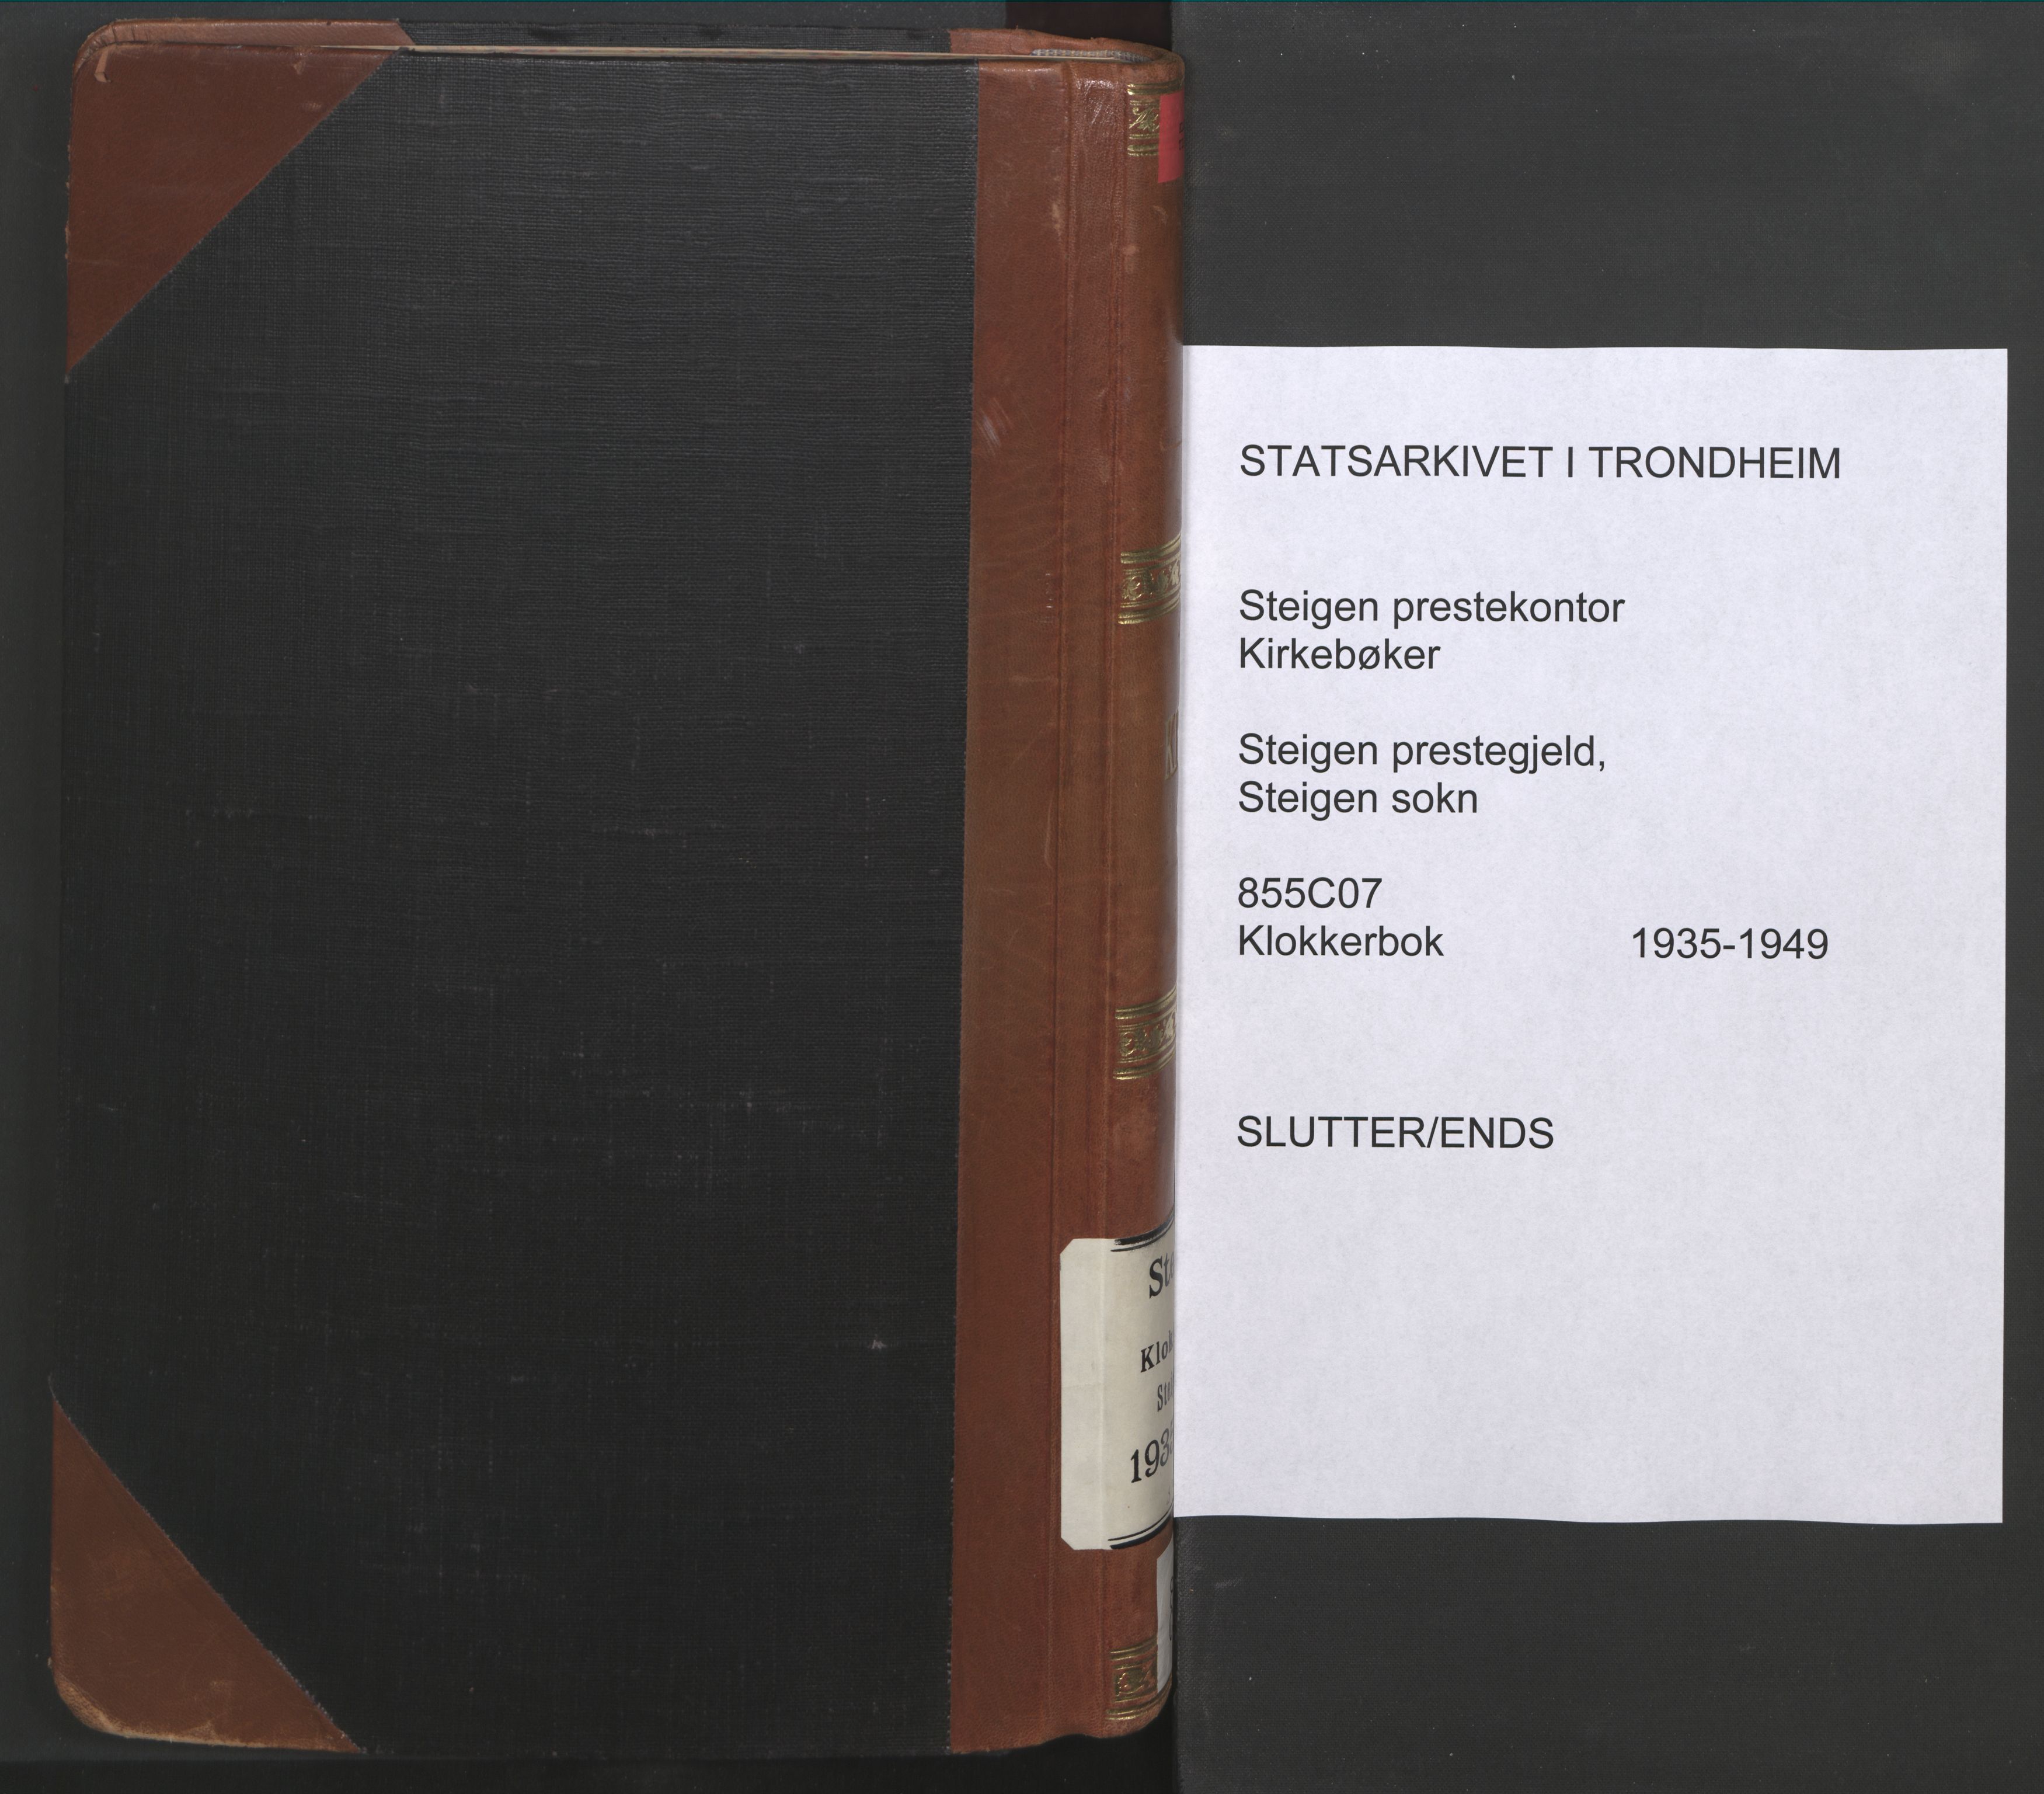 STATSARKIVET I TRONDHEIM
Steigen prestekontor
Kirkebøker
Steigen prestegjeld,
Steigen sokn
855C07
Klokkerbok 1935-1949
SLUTTER/ENDS